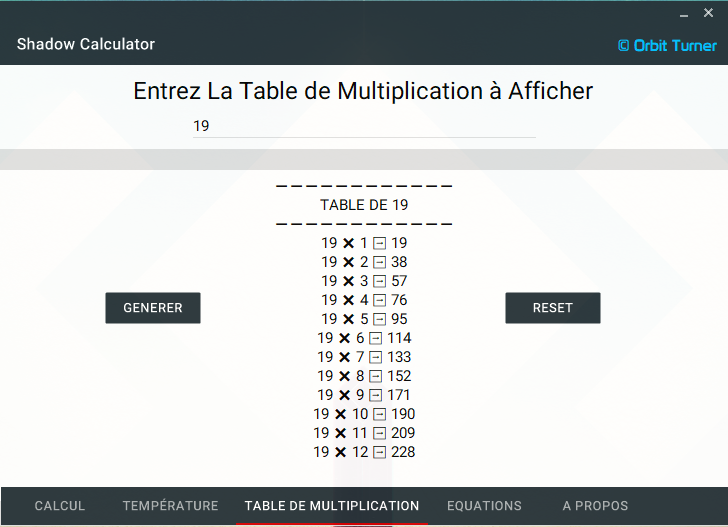 Shadow Calculator
© Orbit Turner
Entrez La Table de Multiplication à Afficher
19
— — — — — — — — — — — —
TABLE DE 19
— — — — — — — — — — — —
19 ✕ 1 → 19
19 ✕ 2 → 38
19 ✕ 3 → 57
19 ✕ 4 → 76
19 ✕ 5 → 95
19 ✕ 6 → 114
19 ✕ 7 → 133
19 ✕ 8 → 152
19 ✕ 9 → 171
19 ✕ 10 → 190
19 ✕ 11 → 209
19 ✕ 12 → 228
GENERER
RESET
CALCUL TEMPÉRATURE TABLE DE MULTIPLICATION EQUATIONS A PROPOS